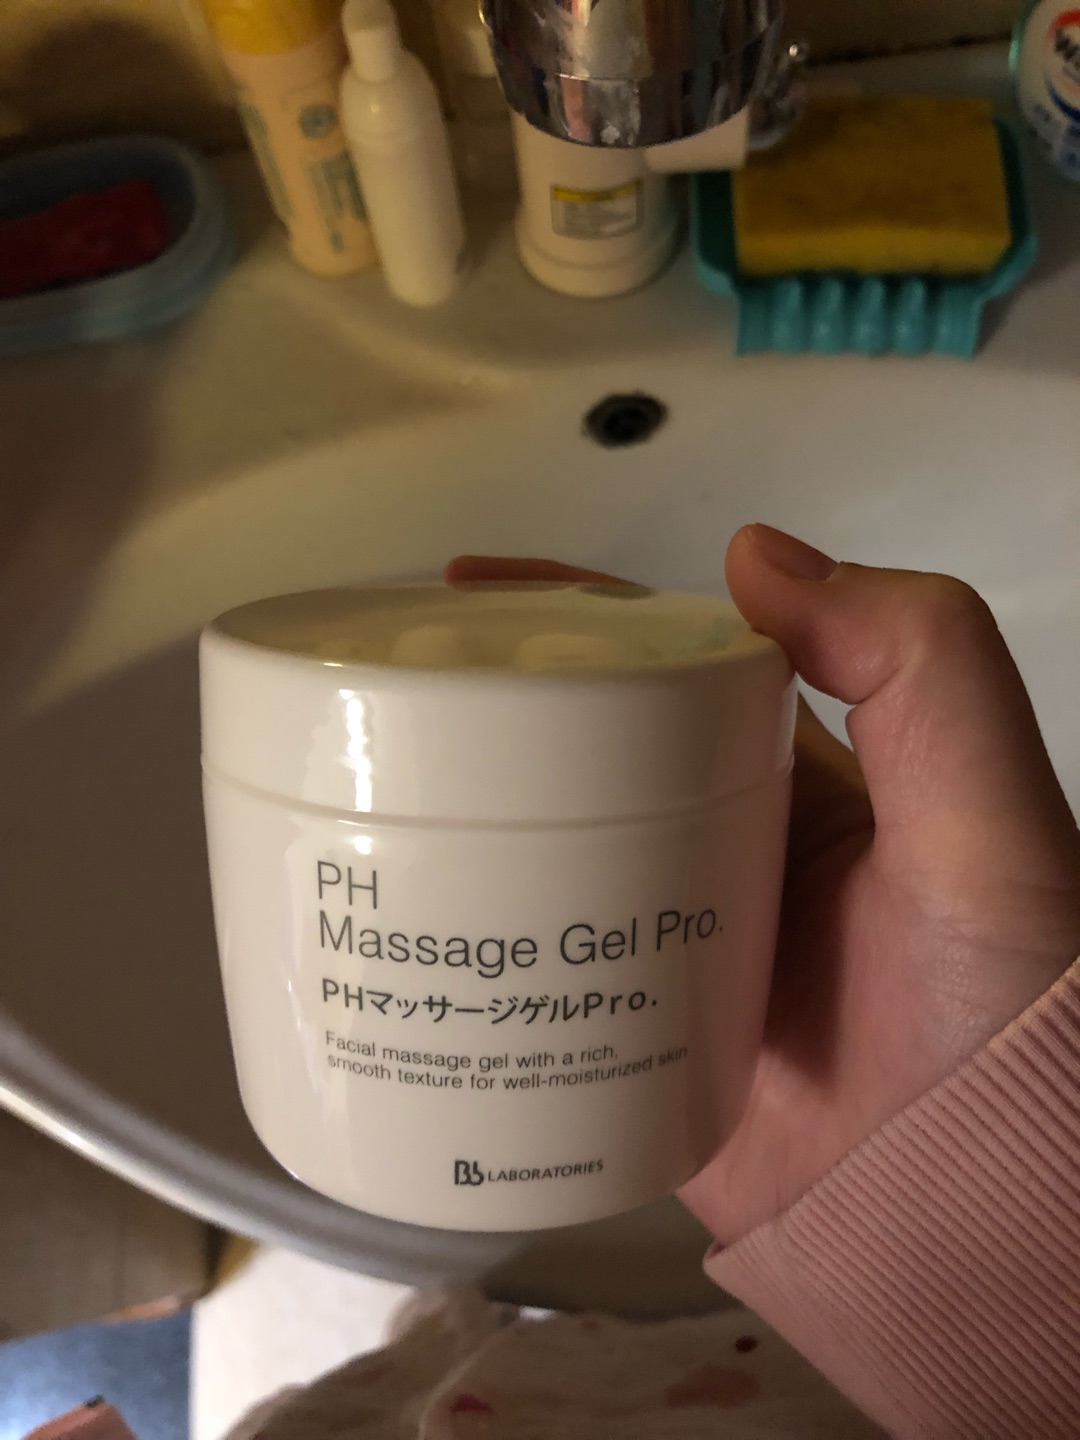 PH
Massage Gel Pro.
PHマッサージゲルPro.
Facial massage gel with a rich,
smooth texture for well-moisturized skin
Bb LABORATORIES